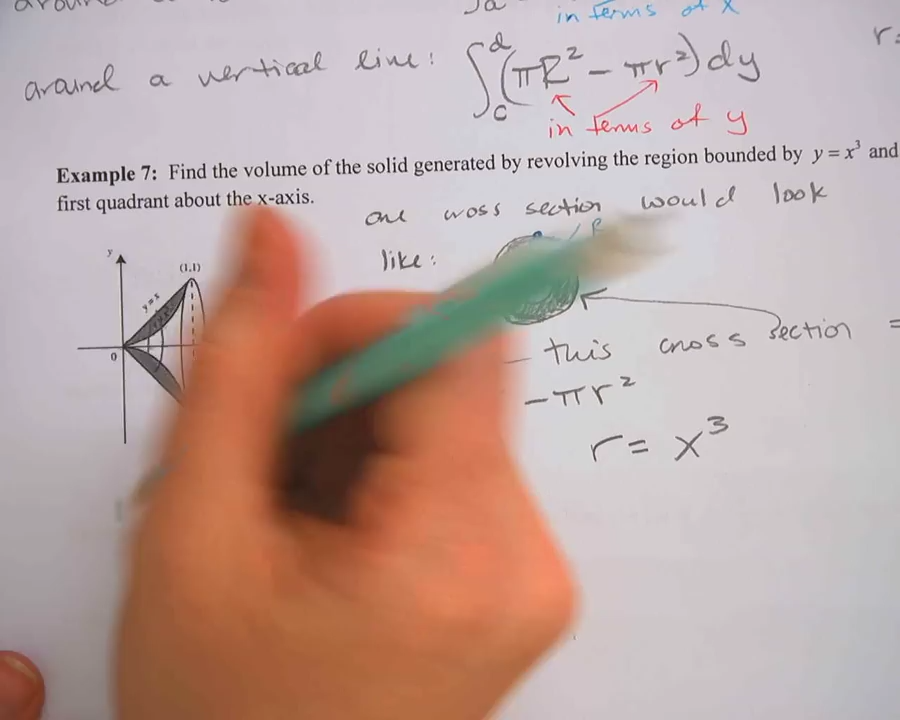 in terms of x
around a vertical line: ∫_c^d (πR² − πr²) dy
r=
in terms of y
Example 7: Find the volume of the solid generated by revolving the region bounded by y = x³ and
first quadrant about the x-axis.
one cross section would look
like:
y
(1,1)
y = x
0
this cross section =
−πr²
r = x³